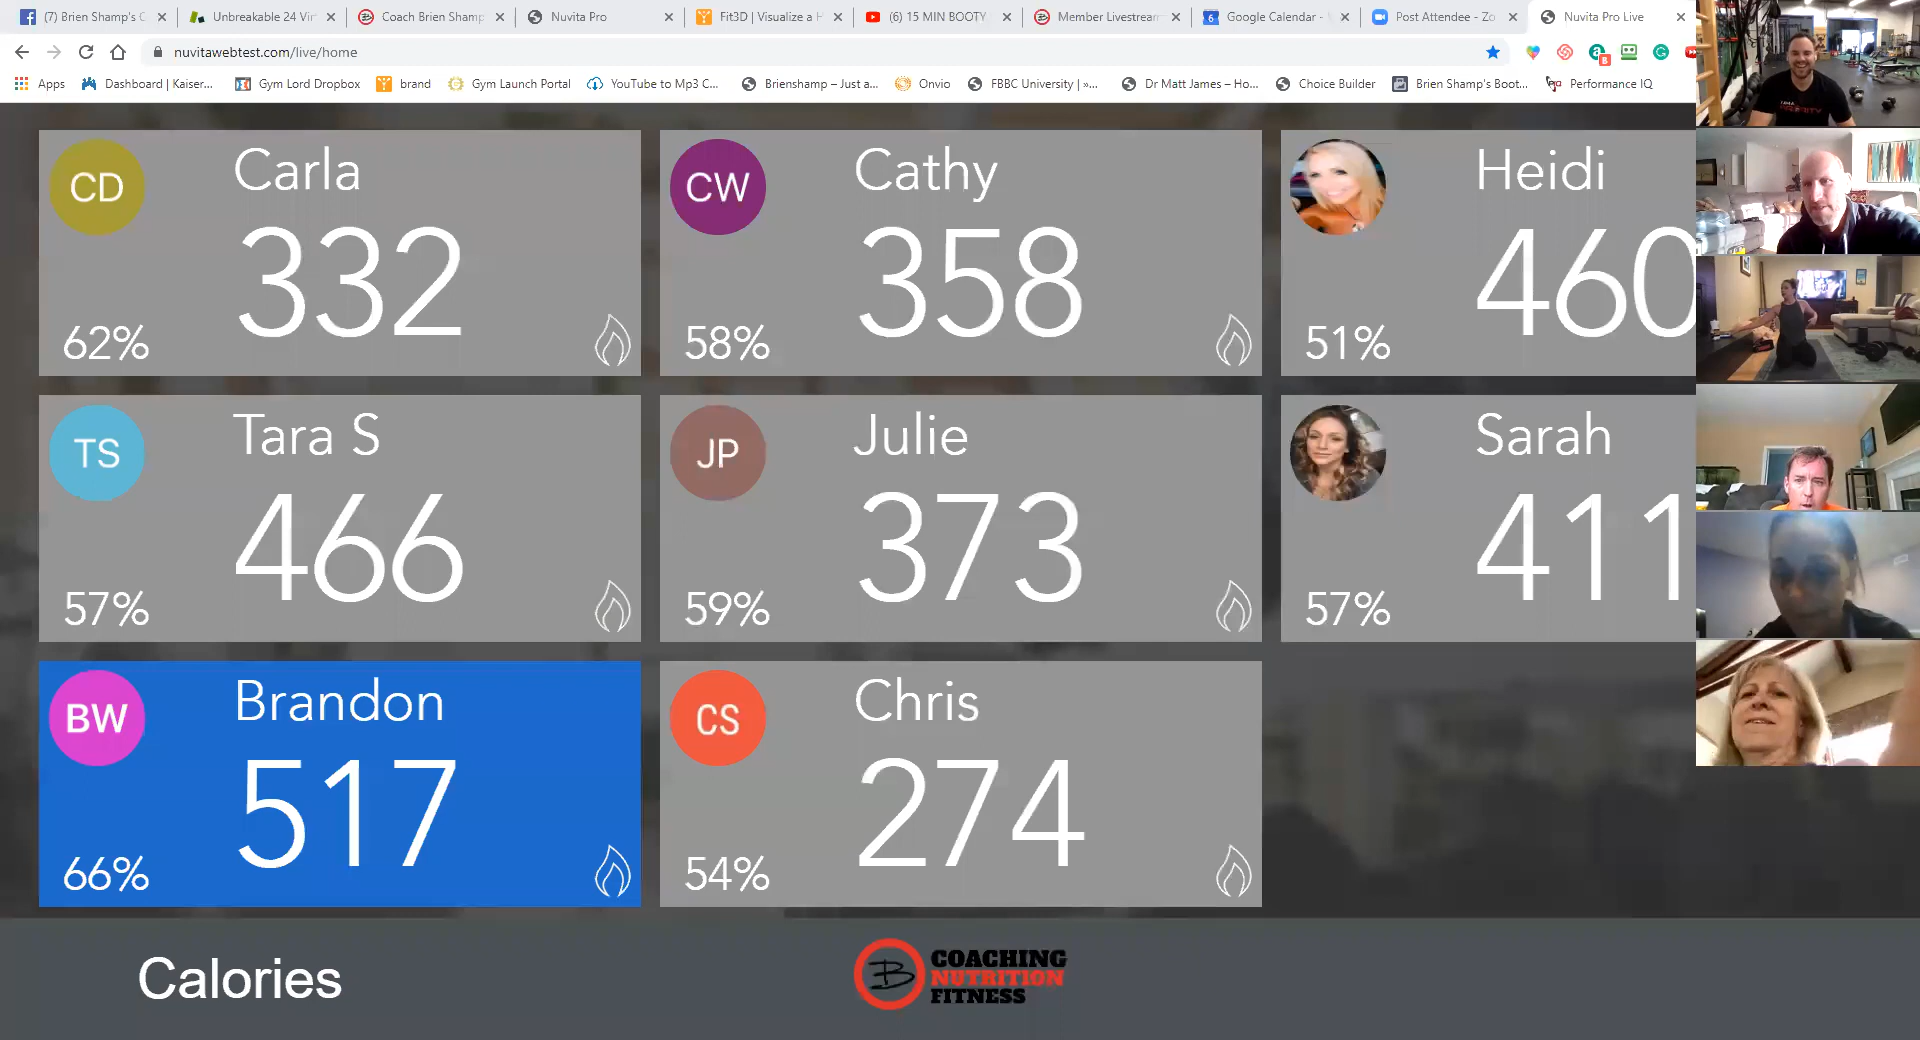 (7) Brien Shamp's C
Unbreakable 24 Vir
Coach Brien Shamp
Nuvita Pro
Fit3D | Visualize a H
(6) 15 MIN BOOTY
Member Livestream
Google Calendar -
Post Attendee - Zo
Nuvita Pro Live
nuvitawebtest.com/live/home
Apps
Dashboard | Kaiser...
Gym Lord Dropbox
brand
Gym Launch Portal
YouTube to Mp3 C...
Brienshamp – Just a...
Onvio
FBBC University | »...
Dr Matt James – Ho...
Choice Builder
Brien Shamp's Boot...
Performance IQ
CD
Carla
332
62%
CW
Cathy
358
58%
Heidi
460
51%
TS
Tara S
466
57%
JP
Julie
373
59%
Sarah
411
57%
BW
Brandon
517
66%
CS
Chris
274
54%
Calories
B
COACHING
NUTRITION
FITNESS